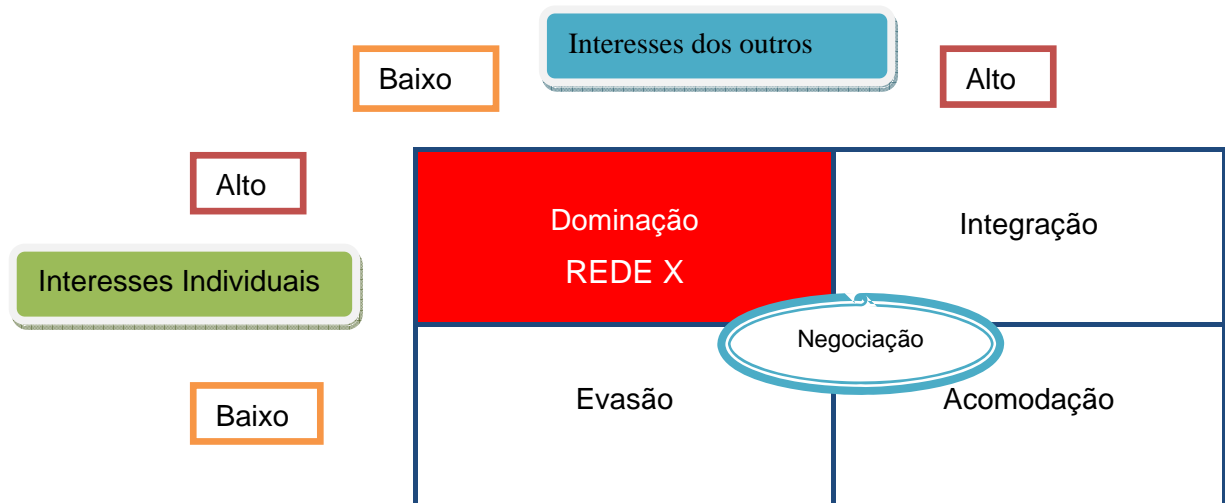 Interesses dos outros
Baixo
Alto
Alto
Dominação
Integração
REDE X
Interesses Individuais
Negociação
Evasão
Acomodação
Baixo